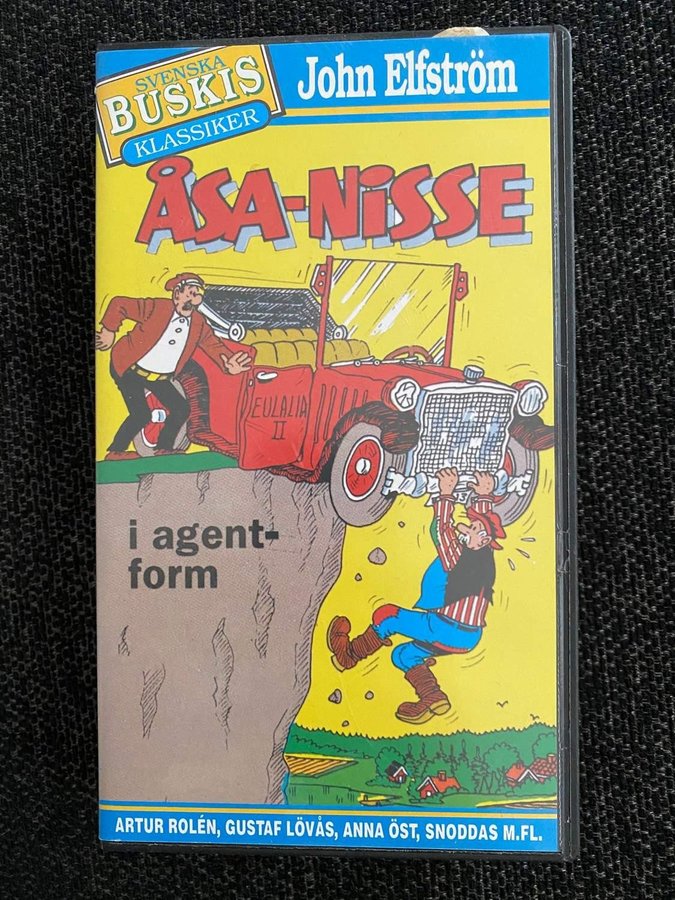 SVENSKA
BUSKIS
KLASSIKER
John Elfström
ÅSA-NiSSE
EULALIA
II
i agent-
form
ARTUR ROLÉN, GUSTAF LÖVÅS, ANNA ÖST, SNODDAS M.FL.